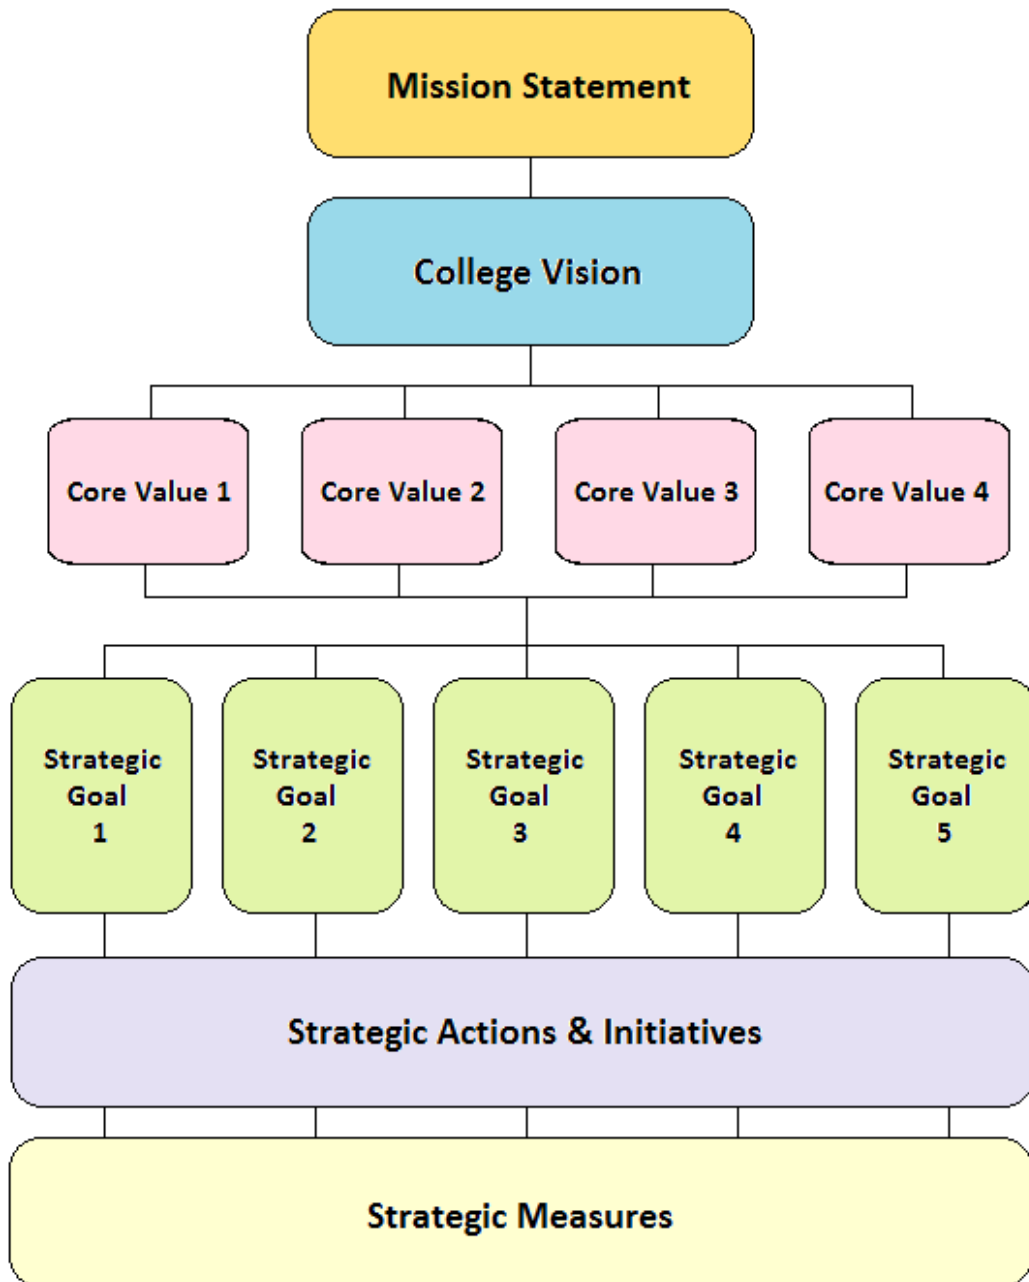 Mission Statement
College Vision
Core Value 1
Core Value 2
Core Value 3
Core Value 4
Strategic
Goal
1
Strategic
Goal
2
Strategic
Goal
3
Strategic
Goal
4
Strategic
Goal
5
Strategic Actions & Initiatives
Strategic Measures